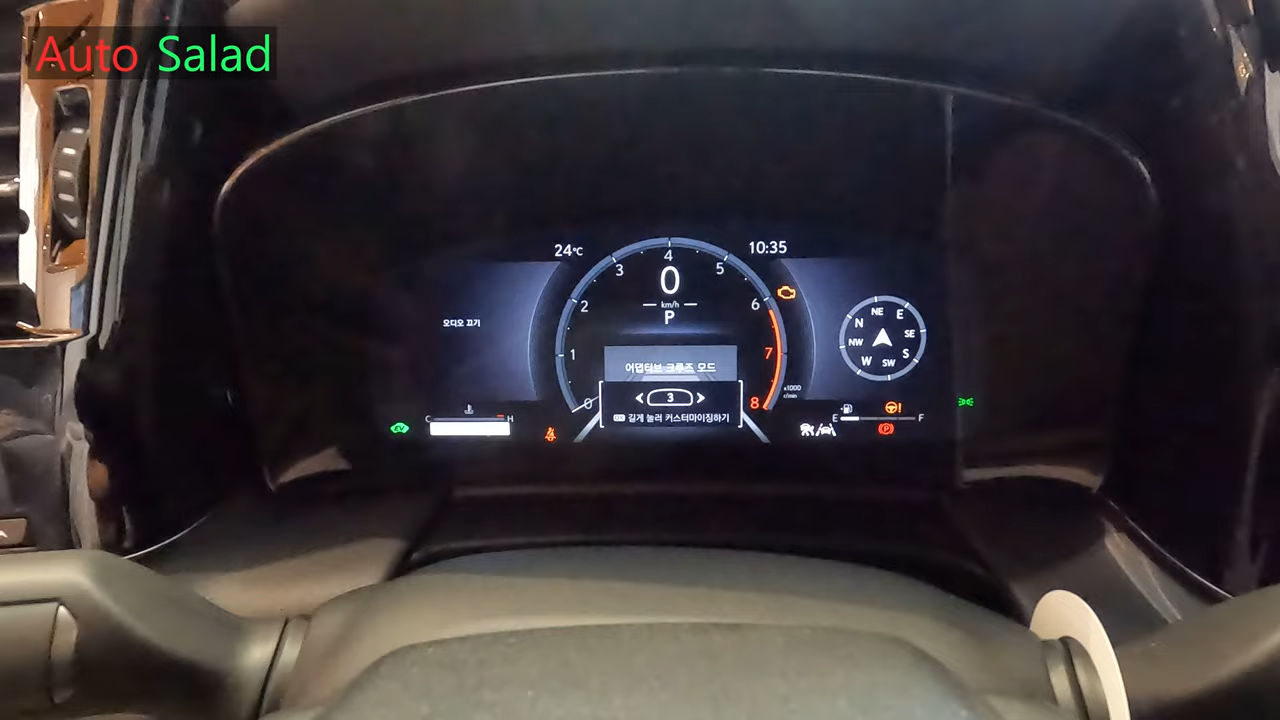 Auto Salad
24°C
10:35
0
1
2
3
4
5
6
7
8
0
km/h
P
x1000
r/min
오디오 끄기
어댑티브 크루즈 모드
3
OK 길게 눌러 커스터마이징하기
N
NE
E
SE
S
SW
W
NW
C
H
EV
E
F
!
P